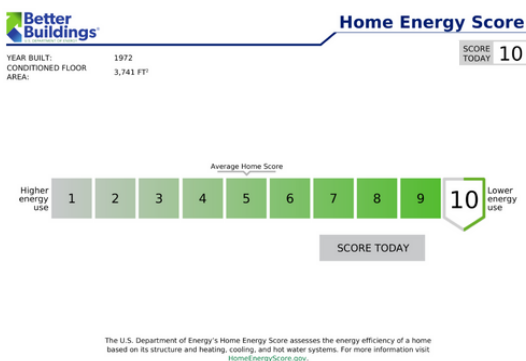 Better
Buildings®
U.S. DEPARTMENT OF ENERGY
Home Energy Score
SCORE
TODAY
10
YEAR BUILT: 1972
CONDITIONED FLOOR
AREA:
3,741 FT²
Average Home Score
Higher
energy
use
1 2 3 4 5 6 7 8 9 10
Lower
energy
use
SCORE TODAY
The U.S. Department of Energy's Home Energy Score assesses the energy efficiency of a home
based on its structure and heating, cooling, and hot water systems. For more information visit
HomeEnergyScore.gov.